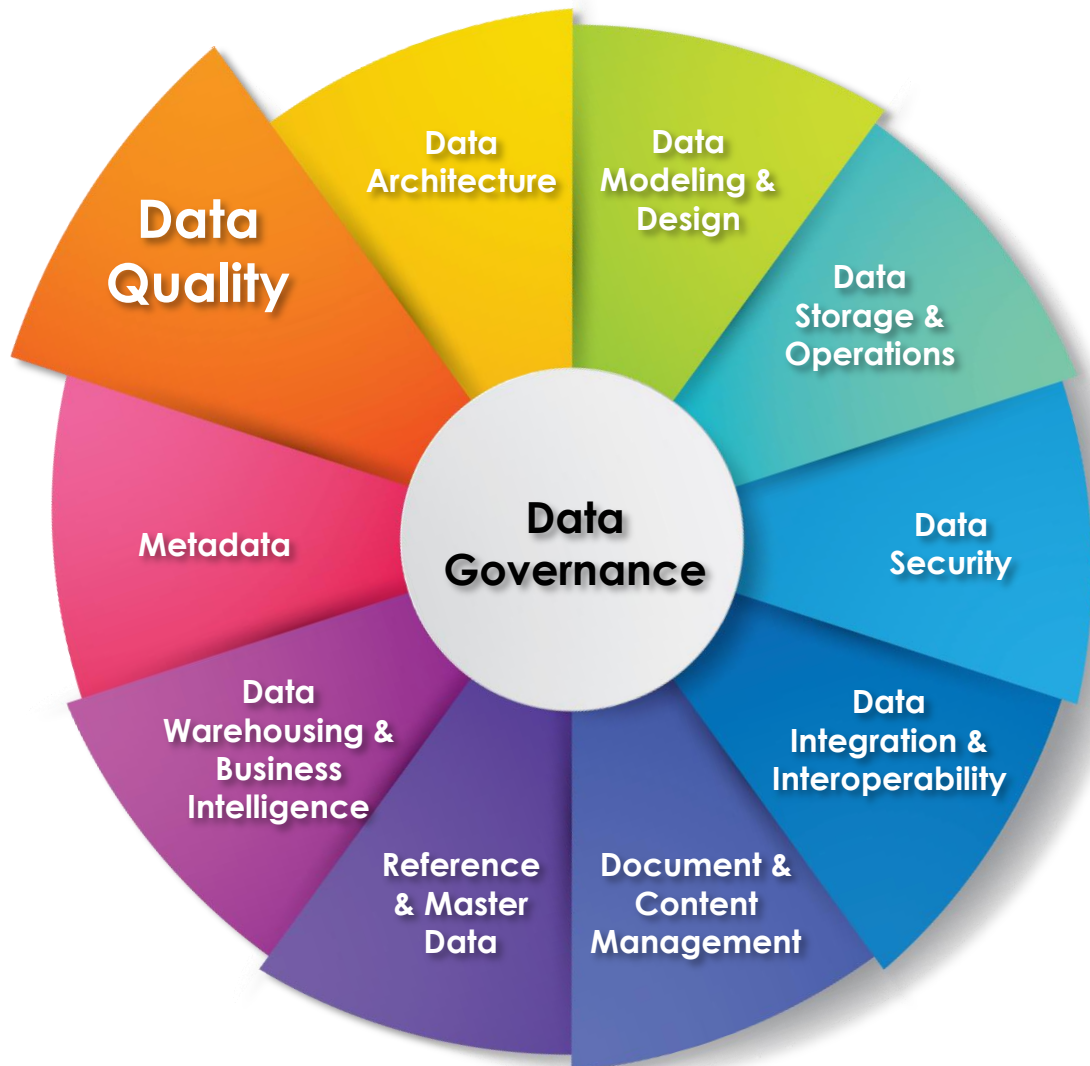 Data
Architecture
Data
Modeling &
Design
Data
Storage &
Operations
Data
Security
Data
Integration &
Interoperability
Document &
Content
Management
Reference
& Master
Data
Data
Warehousing &
Business
Intelligence
Metadata
Data
Quality
Data
Governance